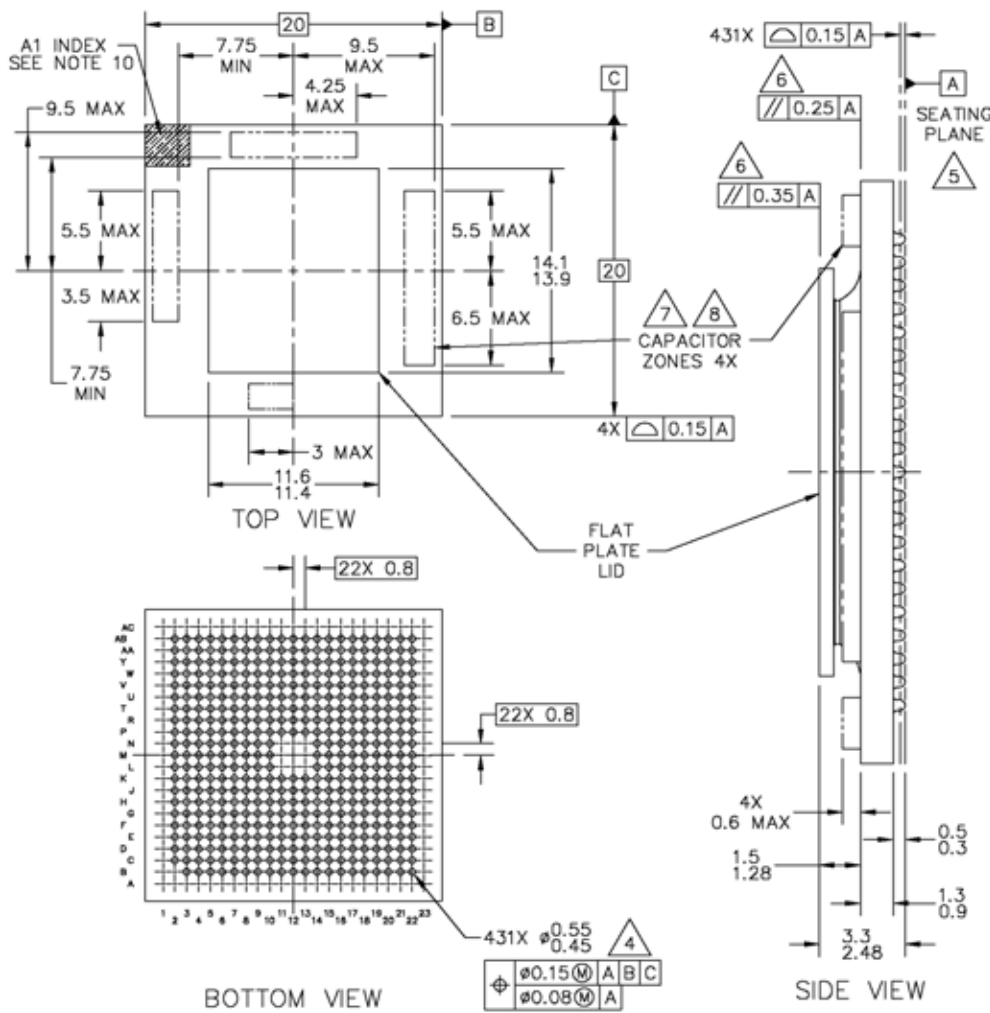 20
B
A1 INDEX
SEE NOTE 10
7.75
MIN
9.5
MAX
4.25
MAX
9.5 MAX
C
5.5 MAX
5.5 MAX
3.5 MAX
6.5 MAX
14.1
13.9
20
7.75
MIN
7
8
CAPACITOR
ZONES 4X
3 MAX
4X 0.15 A
11.6
11.4
TOP VIEW
FLAT
PLATE
LID
431X 0.15 A
6
// 0.25 A
A
SEATING
PLANE
5
6
// 0.35 A
4X
0.6 MAX
0.5
0.3
1.5
1.28
1.3
0.9
3.3
2.48
SIDE VIEW
22X 0.8
AC
AB
AA
Y
W
V
U
T
R
P
N
M
L
K
J
H
G
F
E
D
C
B
A
22X 0.8
1 3 5 7 9 11 13 15 17 19 21 23
2 4 6 8 10 12 14 16 18 20 22
431X ⌀0.55
0.45
4
⌖ ⌀0.15 Ⓜ A B C
⌀0.08 Ⓜ A
BOTTOM VIEW